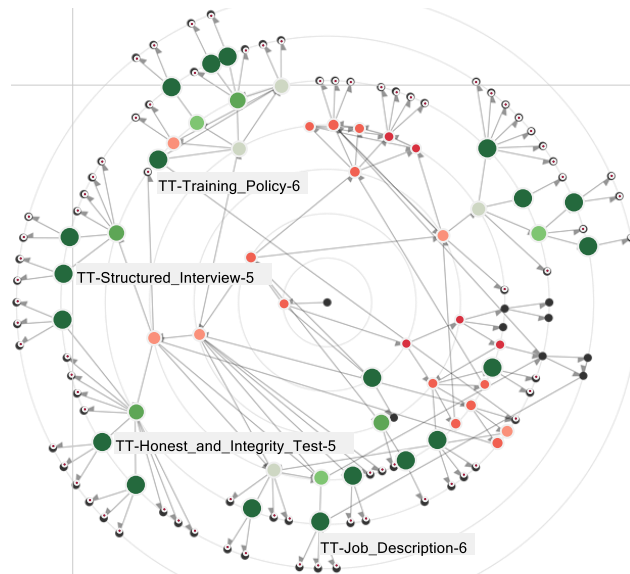 TT-Training_Policy-6
TT-Structured_Interview-5
TT-Honest_and_Integrity_Test-5
TT-Job_Description-6